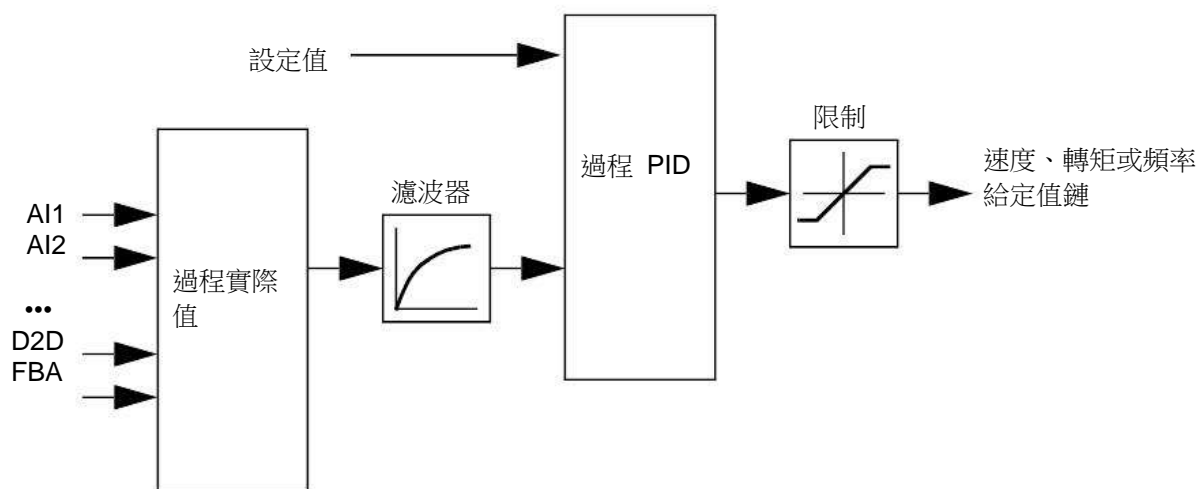 設定值
過程 PID
限制
速度、轉矩或頻率
給定值鏈
濾波器
AI1
AI2
•••
D2D
FBA
過程實際
值